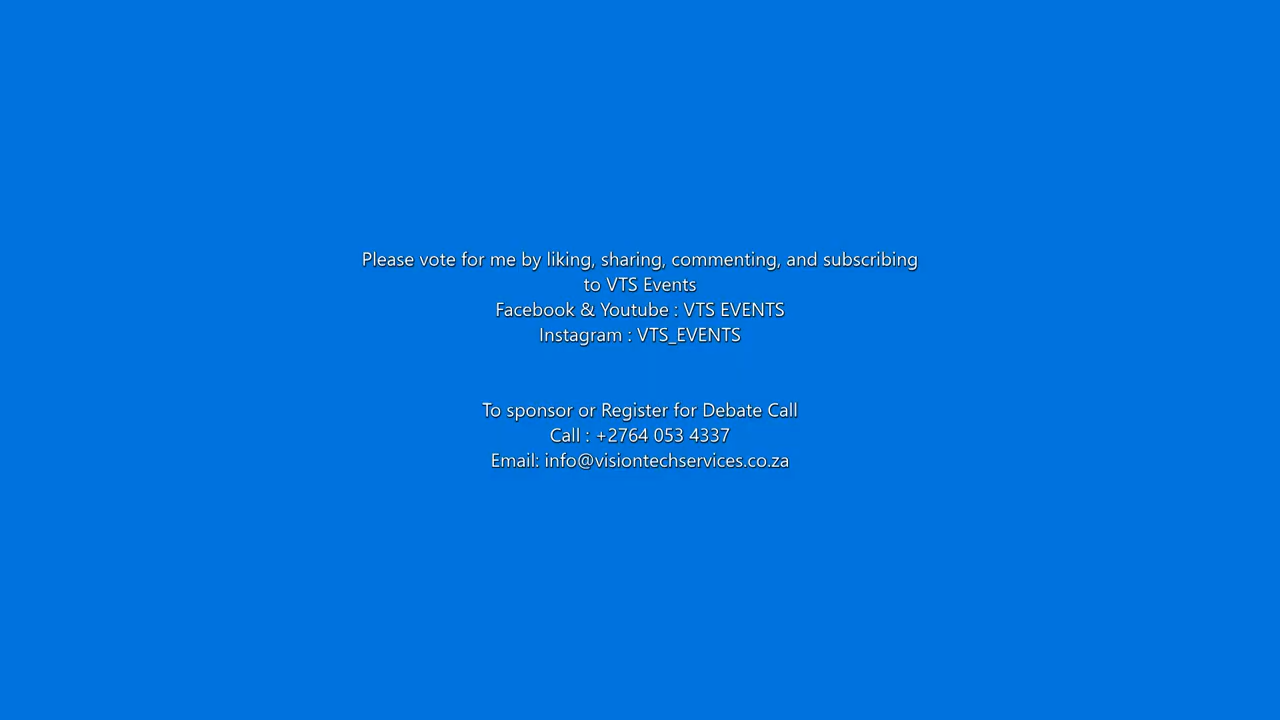 Please vote for me by liking, sharing, commenting, and subscribing
to VTS Events
Facebook & Youtube : VTS EVENTS
Instagram : VTS_EVENTS
To sponsor or Register for Debate Call
Call : +2764 053 4337
Email: info@visiontechservices.co.za